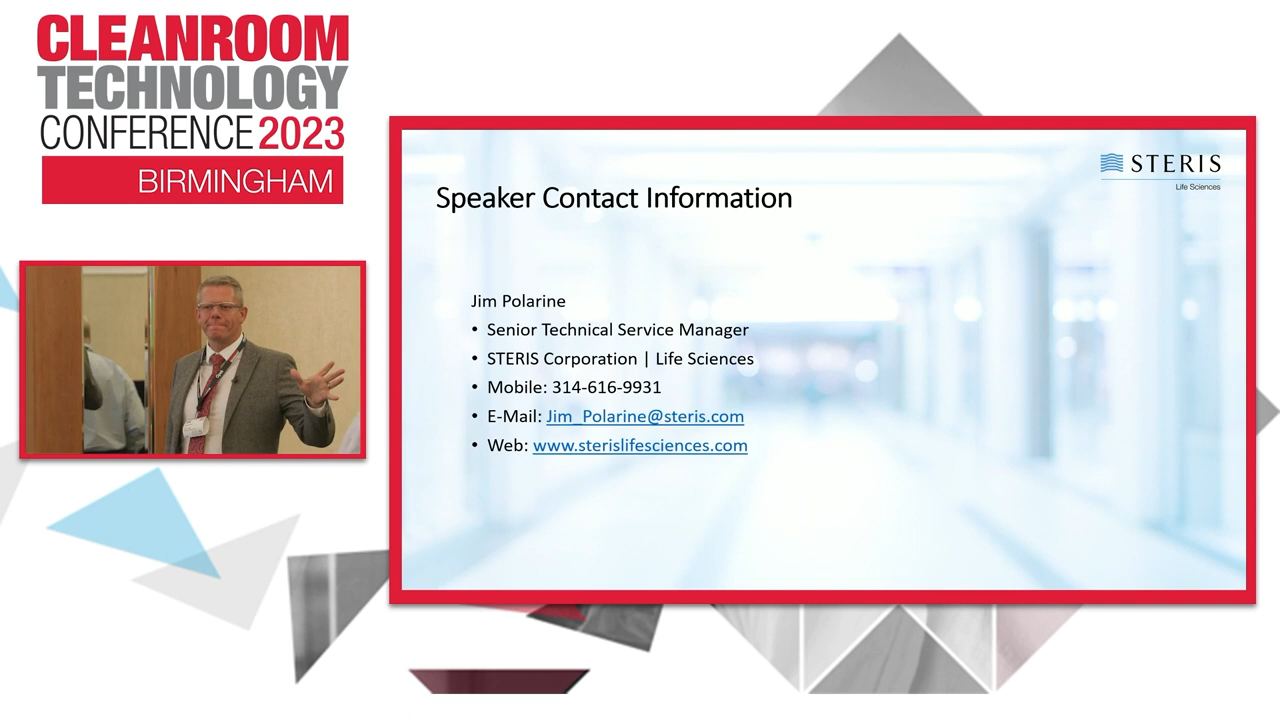 CLEANROOM
TECHNOLOGY
CONFERENCE 2023
BIRMINGHAM
STERIS
Life Sciences
Speaker Contact Information
Jim Polarine
• Senior Technical Service Manager
• STERIS Corporation | Life Sciences
• Mobile: 314-616-9931
• E-Mail: Jim_Polarine@steris.com
• Web: www.sterislifesciences.com